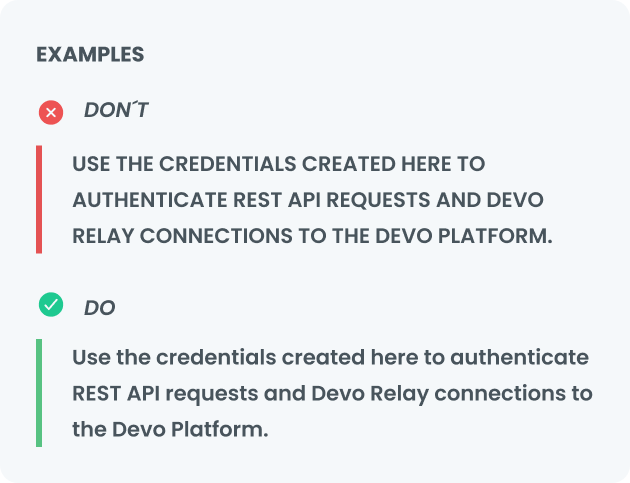 EXAMPLES
DON´T
USE THE CREDENTIALS CREATED HERE TO
AUTHENTICATE REST API REQUESTS AND DEVO
RELAY CONNECTIONS TO THE DEVO PLATFORM.
DO
Use the credentials created here to authenticate
REST API requests and Devo Relay connections to
the Devo Platform.